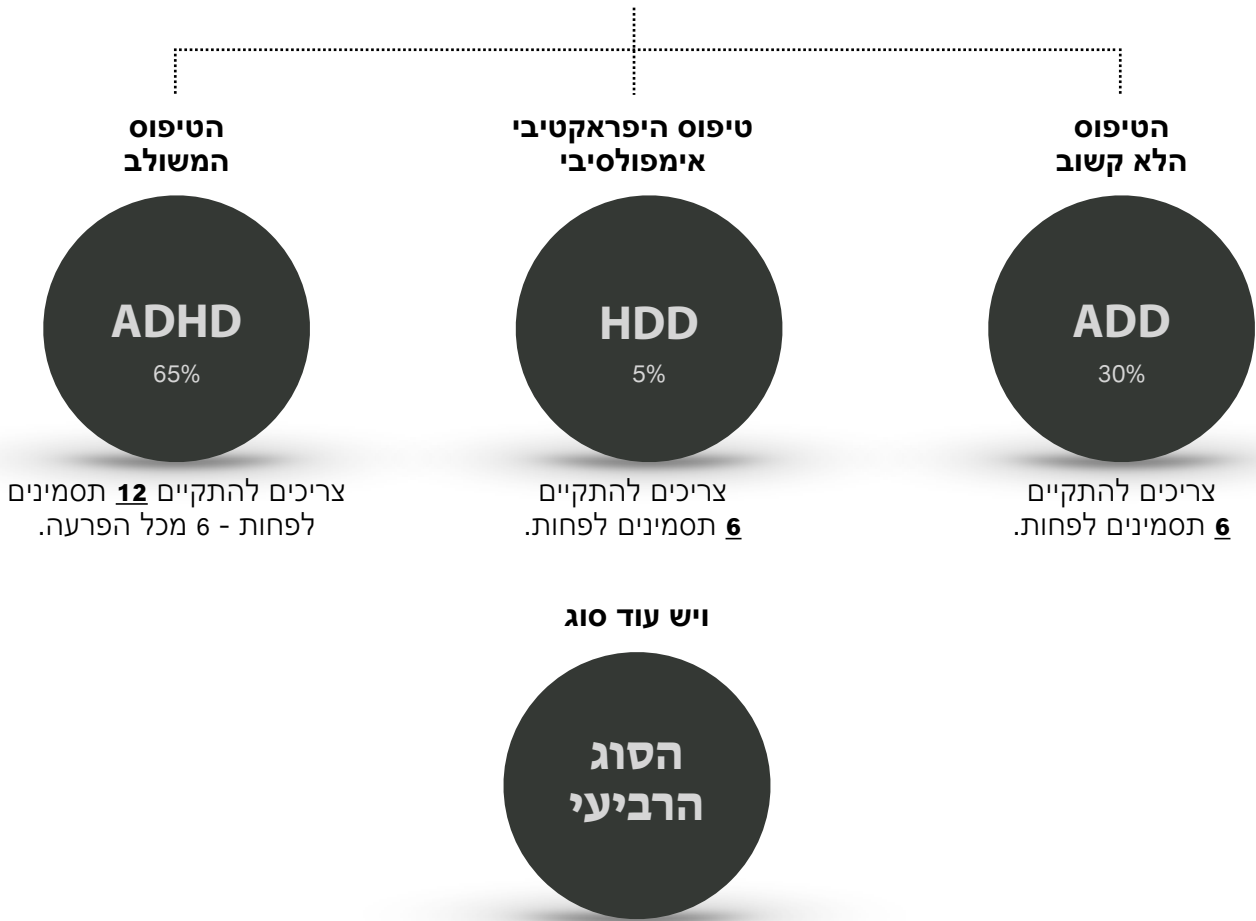 הטיפוס
הלא קשוב
ADD
30%
צריכים להתקיים
6 תסמינים לפחות.
טיפוס היפראקטיבי
אימפולסיבי
HDD
5%
צריכים להתקיים
6 תסמינים לפחות.
הטיפוס
המשולב
ADHD
65%
צריכים להתקיים 12 תסמינים
לפחות - 6 מכל הפרעה.
ויש עוד סוג
הסוג
הרביעי